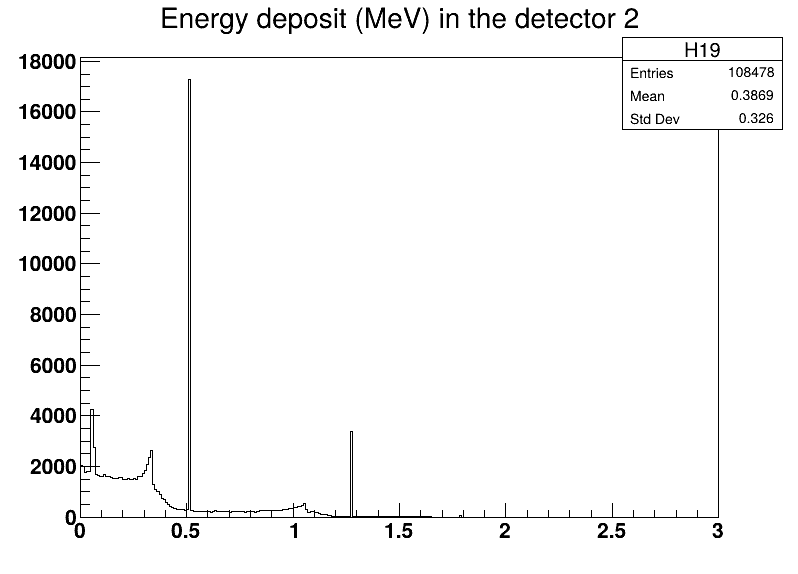 Energy deposit (MeV) in the detector 2
H19
Entries 108478
Mean 0.3869
Std Dev 0.326
18000
16000
14000
12000
10000
8000
6000
4000
2000
0
0 0.5 1 1.5 2 2.5 3